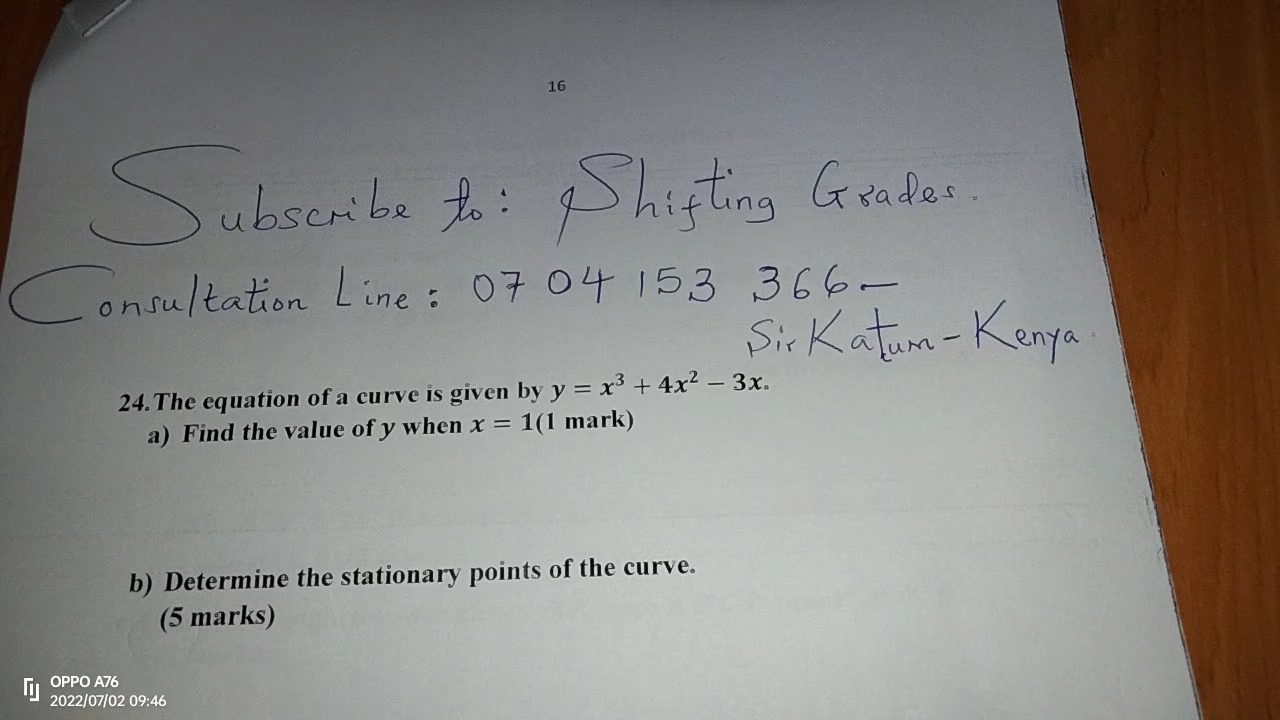 16
Subscribe to: Shifting Grades.
Consultation Line: 0704 153 366 –
Sir Katum - Kenya.
24. The equation of a curve is given by y = x³ + 4x² − 3x.
a) Find the value of y when x = 1(1 mark)
b) Determine the stationary points of the curve.
(5 marks)
OPPO A76
2022/07/02 09:46